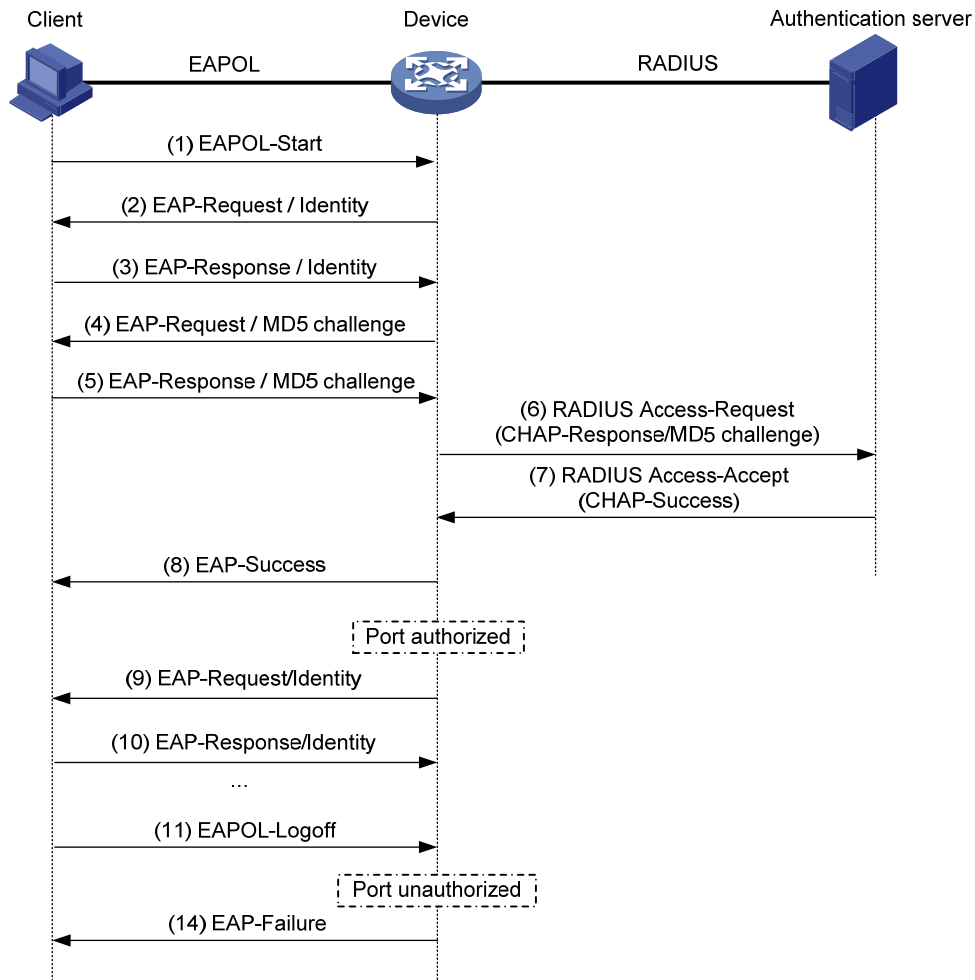 Client
Device
Authentication server
EAPOL
RADIUS
(1) EAPOL-Start
(2) EAP-Request / Identity
(3) EAP-Response / Identity
(4) EAP-Request / MD5 challenge
(5) EAP-Response / MD5 challenge
(6) RADIUS Access-Request
(CHAP-Response/MD5 challenge)
(7) RADIUS Access-Accept
(CHAP-Success)
(8) EAP-Success
Port authorized
(9) EAP-Request/Identity
(10) EAP-Response/Identity
...
(11) EAPOL-Logoff
Port unauthorized
(14) EAP-Failure